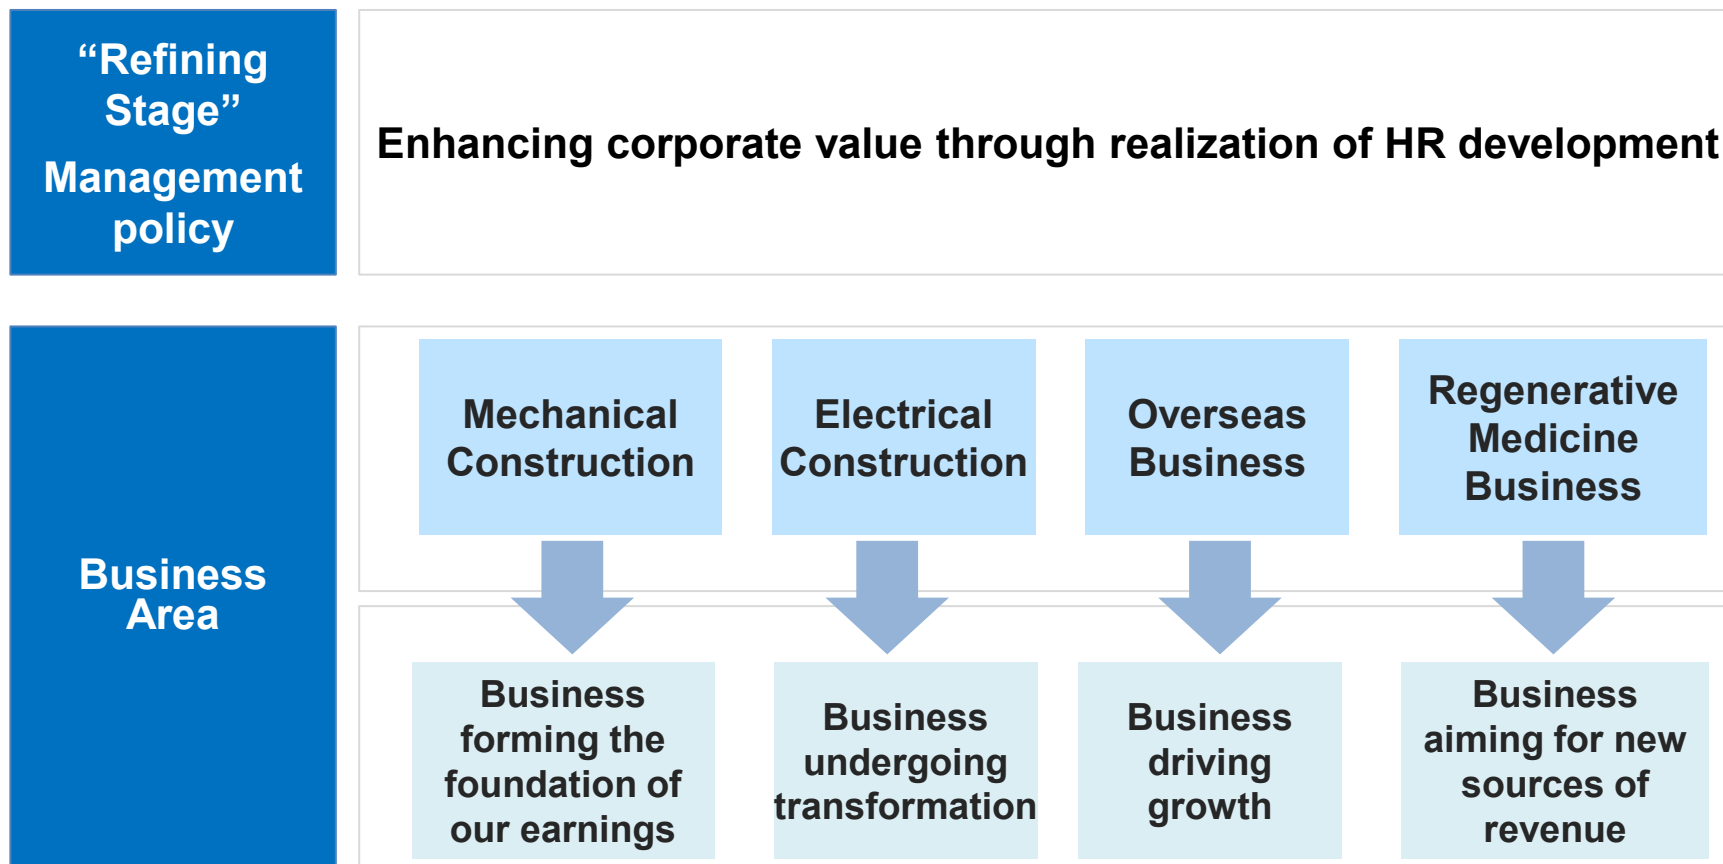 “Refining
Stage”
Management
policy
Enhancing corporate value through realization of HR development
Business
Area
Mechanical
Construction
Electrical
Construction
Overseas
Business
Regenerative
Medicine
Business
Business
forming the
foundation of
our earnings
Business
undergoing
transformation
Business
driving
growth
Business
aiming for new
sources of
revenue